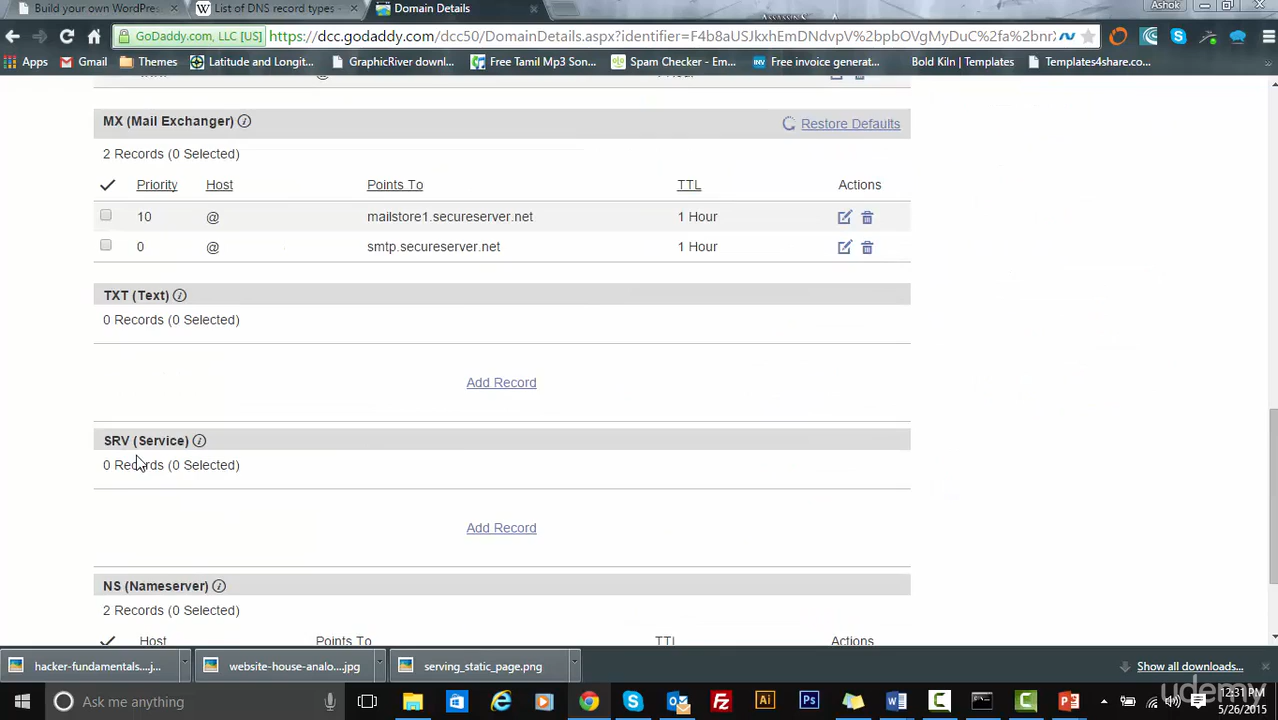 Build your own WordPres
List of DNS record types -
Domain Details
Ashok
GoDaddy.com, LLC [US]
https://dcc.godaddy.com/dcc50/DomainDetails.aspx?identifier=F4b8aUSJkxhEmDNdvpV%2bpbOVgMyDuC%2fa%2bnrX
Apps
Gmail
Themes
Latitude and Longit...
GraphicRiver down...
Free Tamil Mp3 Son...
Spam Checker - Em...
Free invoice generat...
Bold Kiln | Templates
Templates4share.co...
MX (Mail Exchanger)
Restore Defaults
2 Records (0 Selected)
Priority Host Points To TTL Actions
10 @ mailstore1.secureserver.net 1 Hour
0 @ smtp.secureserver.net 1 Hour
TXT (Text)
0 Records (0 Selected)
Add Record
SRV (Service)
0 Records (0 Selected)
Add Record
NS (Nameserver)
2 Records (0 Selected)
Host Points To TTL Actions
hacker-fundamentals....j...
website-house-analo....jpg
serving_static_page.png
Show all downloads...
Ask me anything
12:31 PM
5/26/2015
udemy